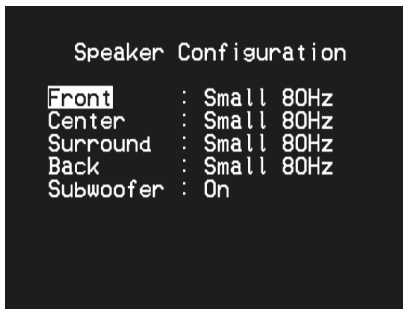 Speaker Configuration
Front : Small 80Hz
Center : Small 80Hz
Surround : Small 80Hz
Back : Small 80Hz
Subwoofer : On